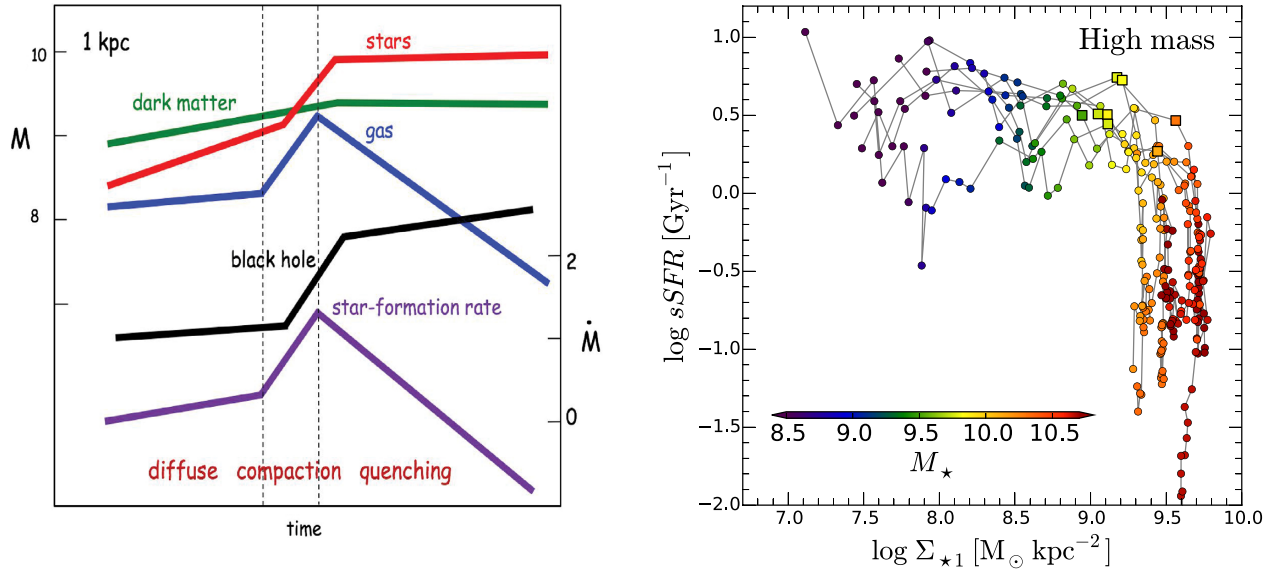 10
1 kpc
stars
dark matter
M
gas
8
black hole
2
star-formation rate
Ṁ
0
diffuse compaction quenching
time
1.0
0.5
0.0
−0.5
−1.0
−1.5
−2.0
log sSFR [Gyr⁻¹]
High mass
8.5 9.0 9.5 10.0 10.5
M⋆
7.0 7.5 8.0 8.5 9.0 9.5 10.0
log Σ⋆1 [M⊙ kpc⁻²]